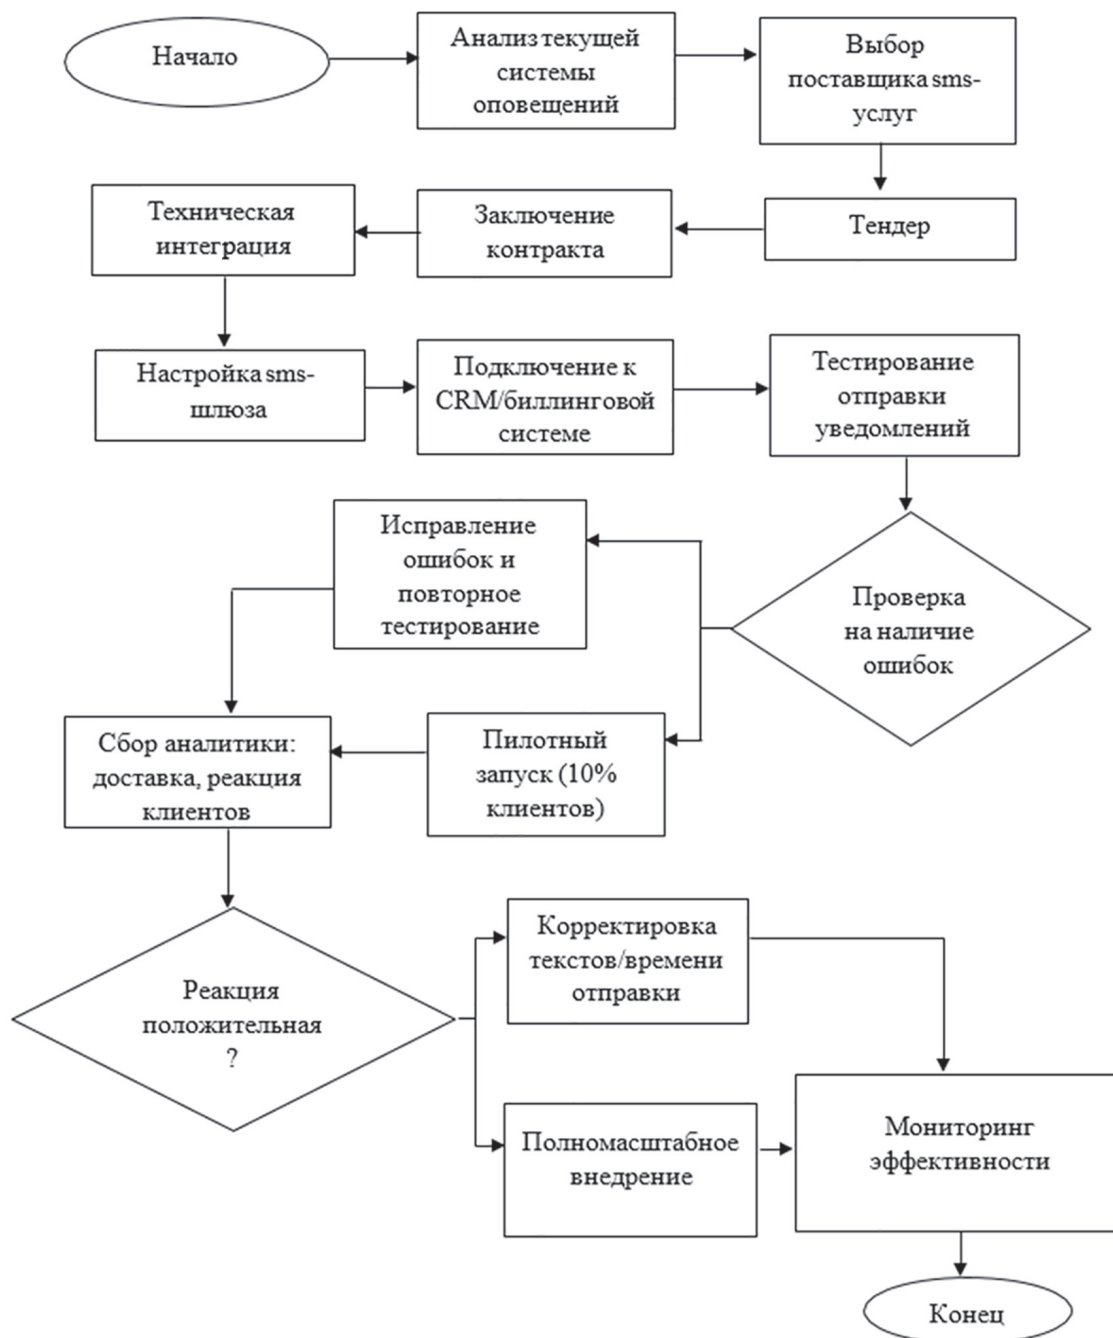 Начало
Анализ текущей
системы
оповещений
Выбор
поставщика sms-
услуг
Тендер
Заключение
контракта
Техническая
интеграция
Настройка sms-
шлюза
Подключение к
CRM/биллинговой
системе
Тестирование
отправки
уведомлений
Проверка
на наличие
ошибок
Исправление
ошибок и
повторное
тестирование
Пилотный
запуск (10%
клиентов)
Сбор аналитики:
доставка, реакция
клиентов
Реакция
положительная
?
Корректировка
текстов/времени
отправки
Полномасштабное
внедрение
Мониторинг
эффективности
Конец